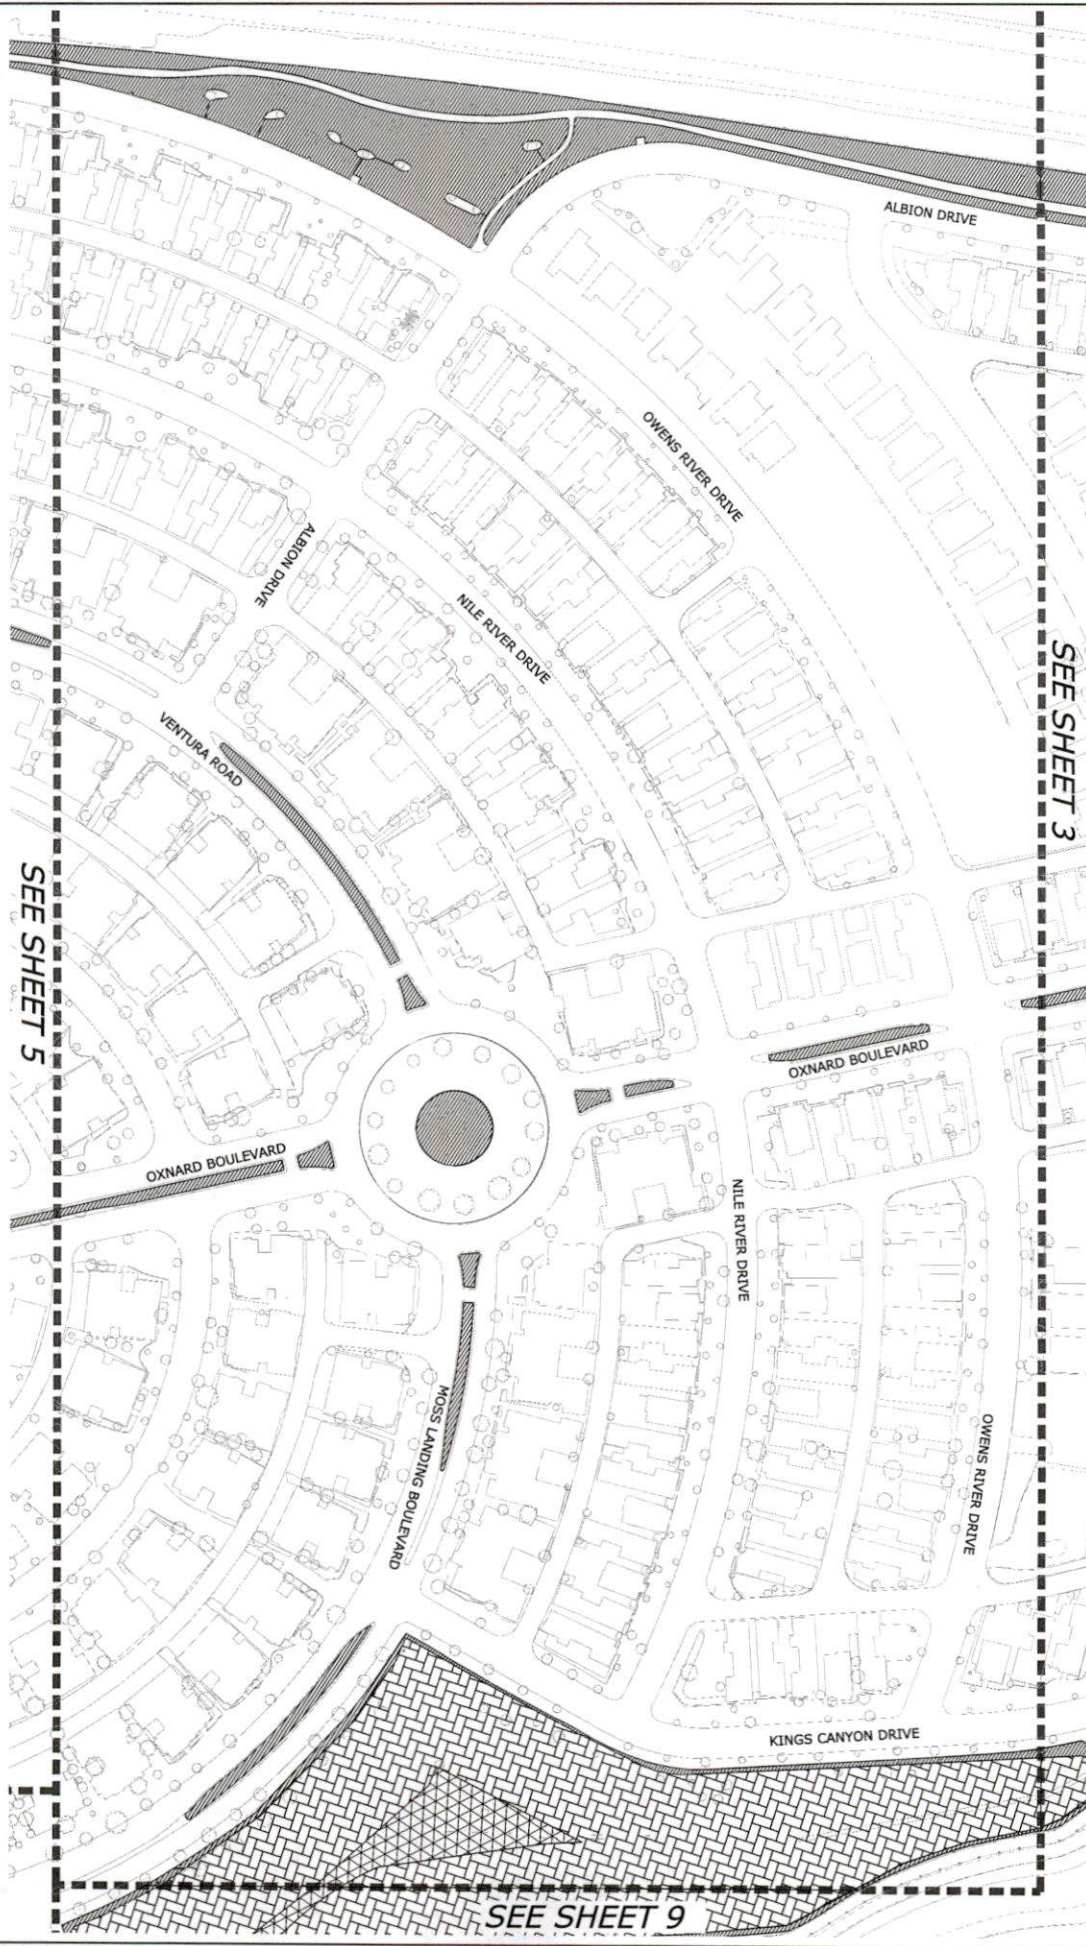 ALBION DRIVE
OWENS RIVER DRIVE
ALBION DRIVE
NILE RIVER DRIVE
SEE SHEET 3
VENTURA ROAD
SEE SHEET 5
OXNARD BOULEVARD
OXNARD BOULEVARD
NILE RIVER DRIVE
MOSS LANDING BOULEVARD
OWENS RIVER DRIVE
KINGS CANYON DRIVE
SEE SHEET 9